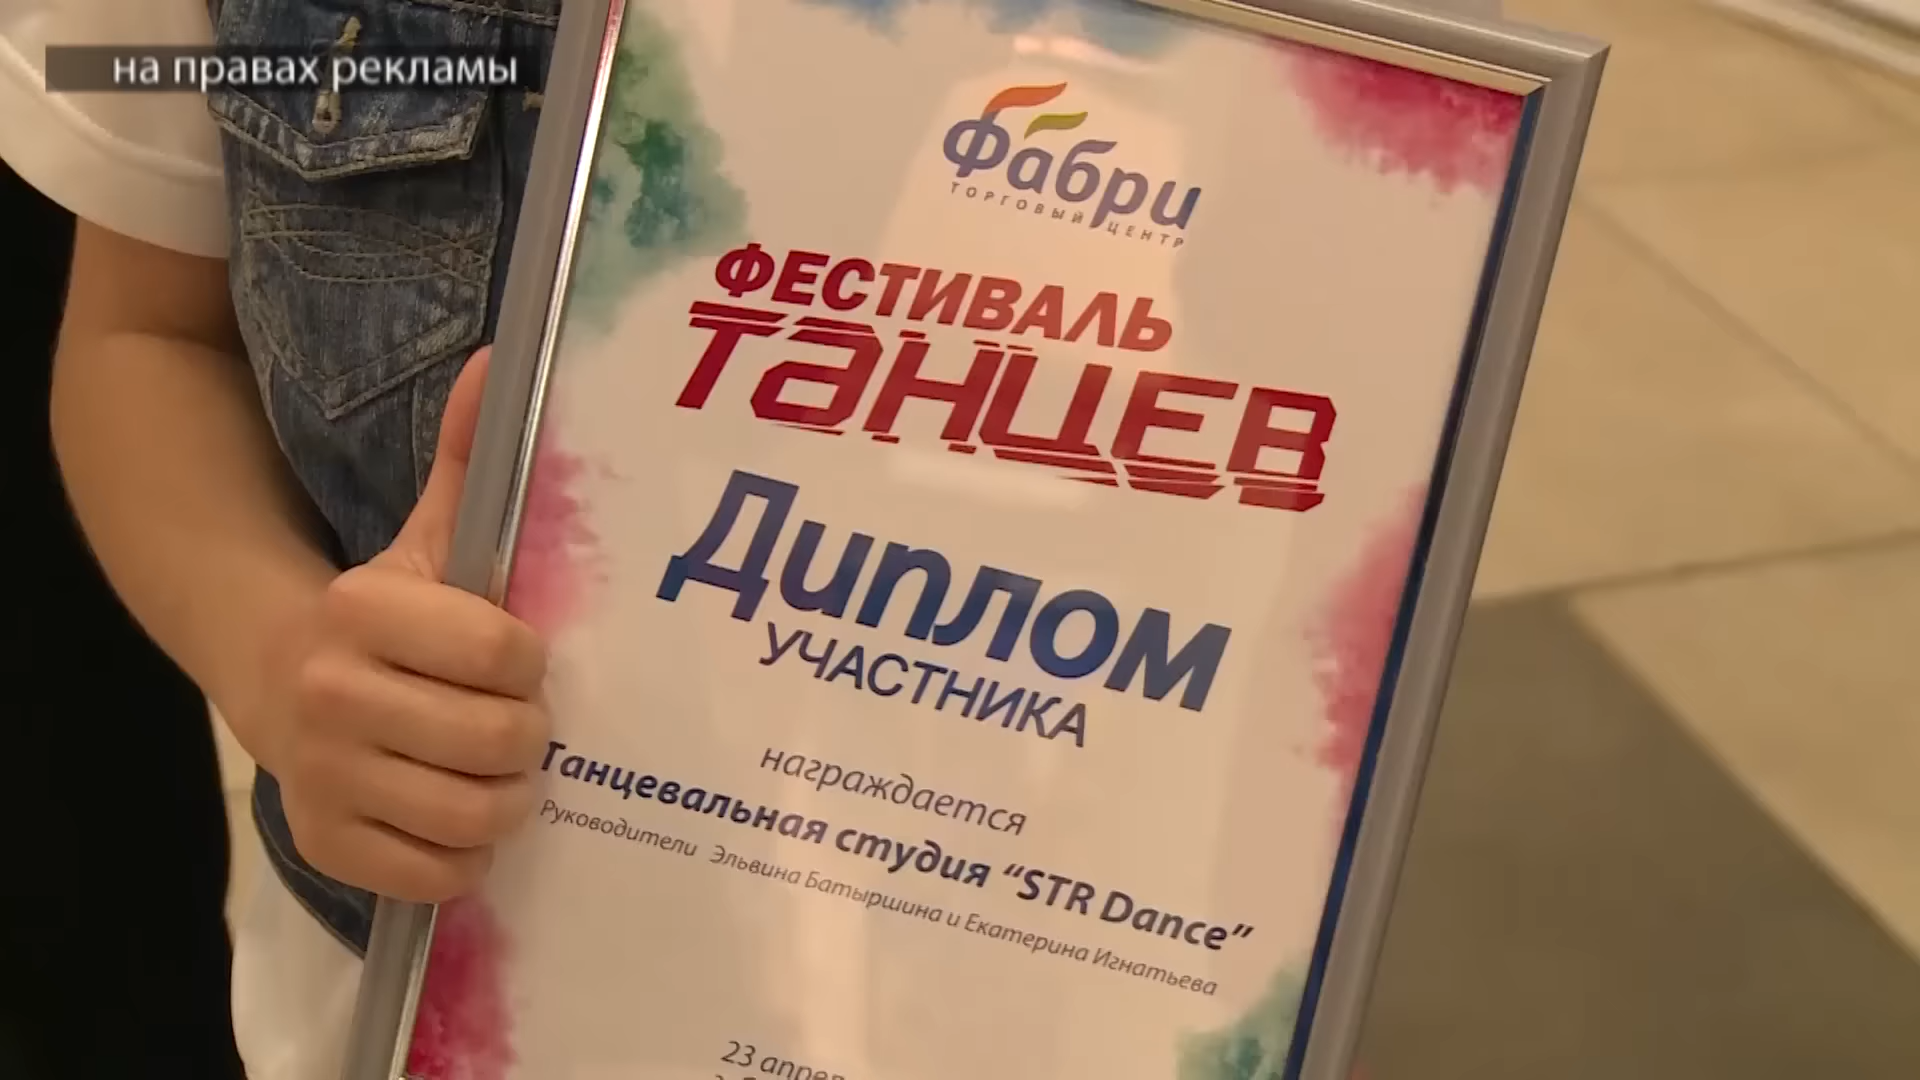 на правах рекламы
Фабри
ТОРГОВЫЙ ЦЕНТР
ФЕСТИВАЛЬ
ТАНЦЕВ
Диплом
УЧАСТНИКА
награждается
Танцевальная студия “STR Dance”
Руководители Эльвина Батыршина и Екатерина Игнатьева
23